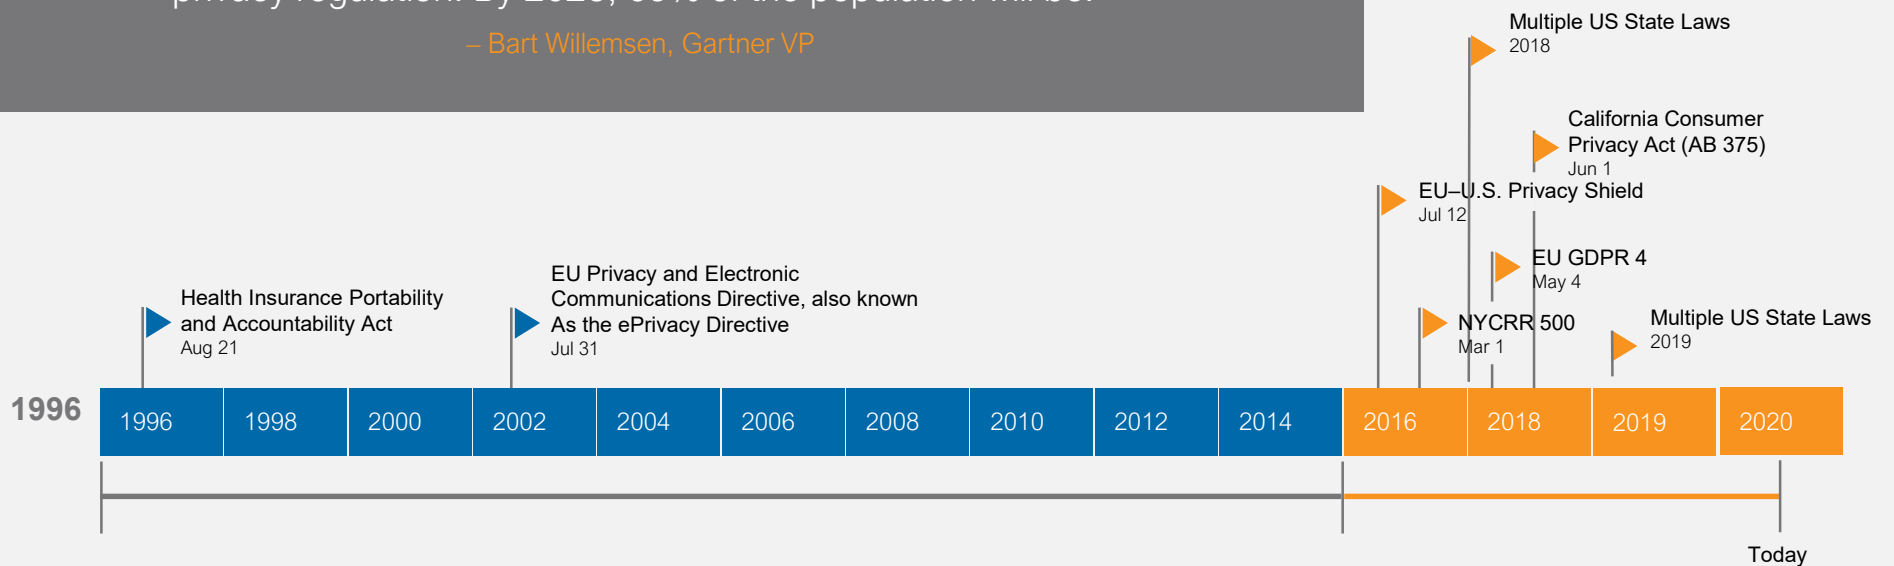 – Bart Willemsen, Gartner VP
Multiple US State Laws
2018
California Consumer
Privacy Act (AB 375)
Jun 1
EU–U.S. Privacy Shield
Jul 12
EU GDPR 4
May 4
Health Insurance Portability
and Accountability Act
Aug 21
EU Privacy and Electronic
Communications Directive, also known
As the ePrivacy Directive
Jul 31
NYCRR 500
Mar 1
Multiple US State Laws
2019
1996
1996 1998 2000 2002 2004 2006 2008 2010 2012 2014 2016 2018 2019 2020
Today